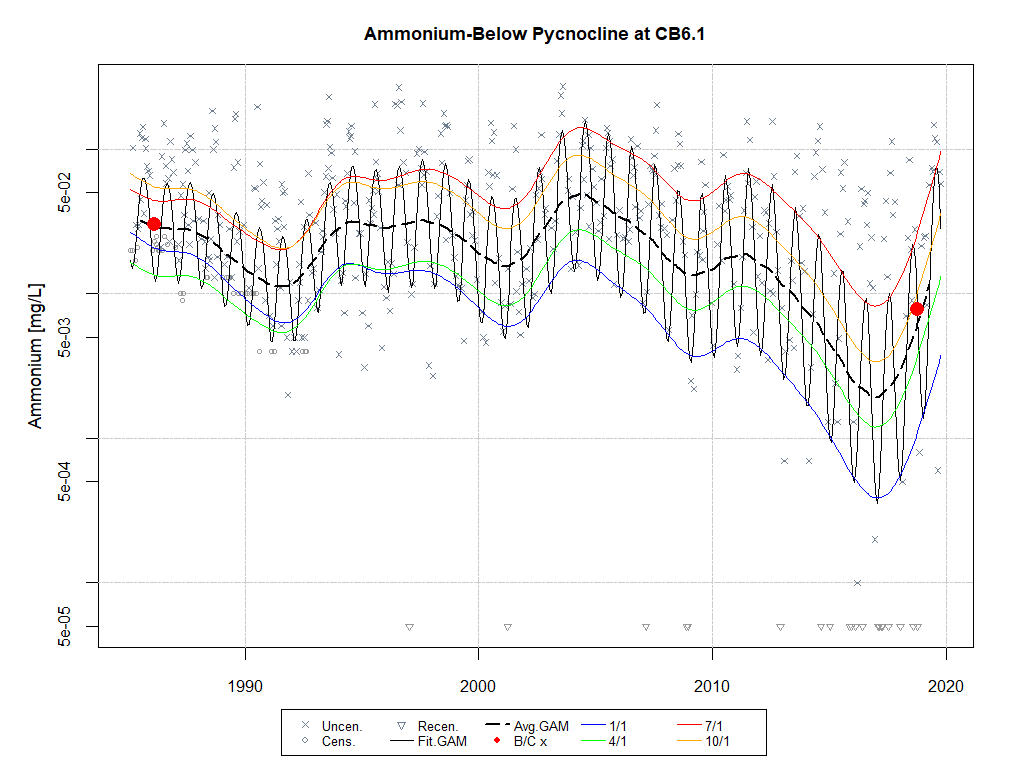 Ammonium-Below Pycnocline at CB6.1
Ammonium [mg/L]
5e-02
5e-03
5e-04
5e-05
1990 2000 2010 2020
Uncen. Recen. Avg.GAM 1/1 7/1
Cens. Fit.GAM B/C x 4/1 10/1